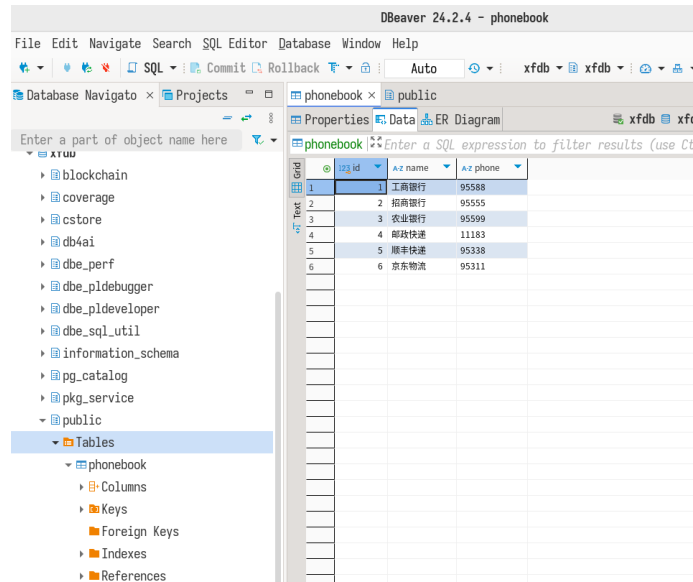 DBeaver 24.2.4 - phonebook
File Edit Navigate Search SQL Editor Database Window Help
SQL Commit Rollback Auto xfdb xfdb
Database Navigato × Projects
phonebook × public
Properties Data ER Diagram xfdb
Enter a part of object name here
phonebook Enter a SQL expression to filter results (use
Grid
Text
123 id A-Z name A-Z phone
1 1 工商银行 95588
2 2 招商银行 95555
3 3 农业银行 95599
4 4 邮政快递 11183
5 5 顺丰快递 95338
6 6 京东物流 95311
xfdb
blockchain
coverage
cstore
db4ai
dbe_perf
dbe_pldebugger
dbe_pldeveloper
dbe_sql_util
information_schema
pg_catalog
pkg_service
public
Tables
phonebook
Columns
Keys
Foreign Keys
Indexes
References